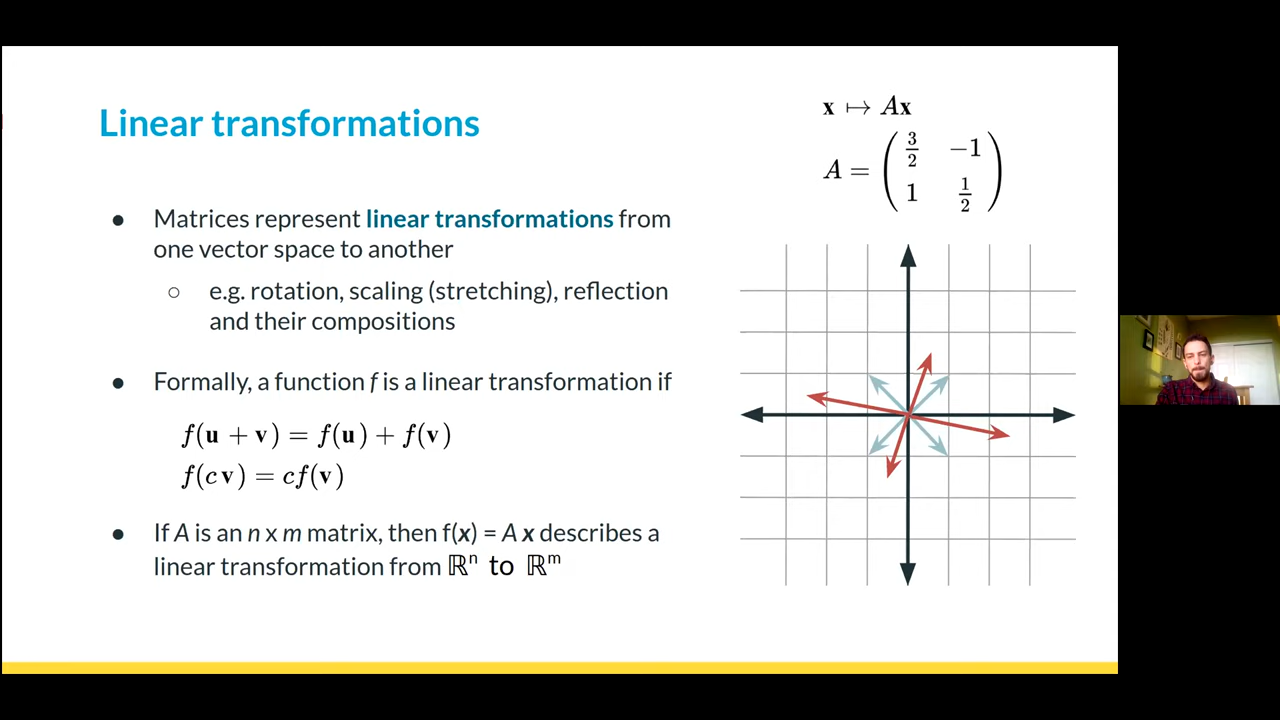 Linear transformations
● Matrices represent linear transformations from
one vector space to another
○ e.g. rotation, scaling (stretching), reflection
and their compositions
● Formally, a function f is a linear transformation if
f(u + v) = f(u) + f(v)
f(c v) = cf(v)
● If A is an n x m matrix, then f(x) = A x describes a
linear transformation from ℝⁿ to ℝᵐ
x ↦ Ax
A = ( 3/2 −1
1 1/2 )